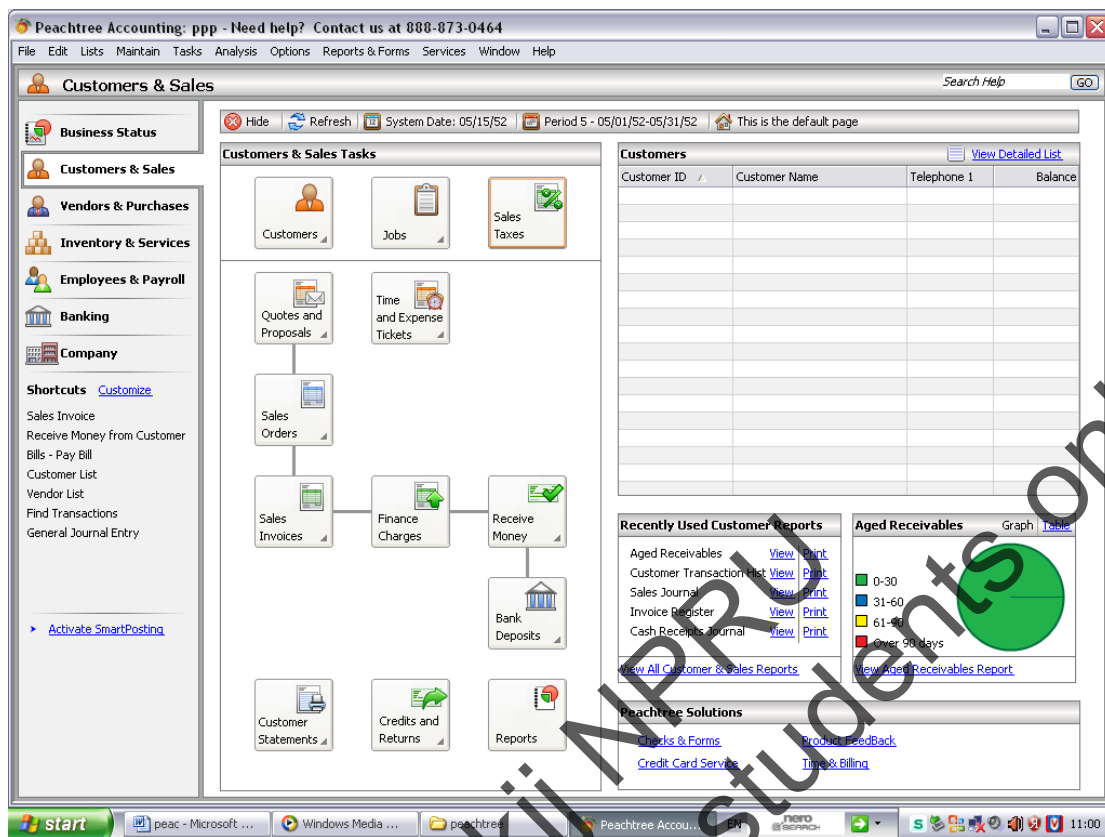 Peachtree Accounting: ppp - Need help? Contact us at 888-873-0464
File Edit Lists Maintain Tasks Analysis Options Reports & Forms Services Window Help
Customers & Sales
Search Help GO
Business Status
Customers & Sales
Vendors & Purchases
Inventory & Services
Employees & Payroll
Banking
Company
Shortcuts Customize
Sales Invoice
Receive Money from Customer
Bills - Pay Bill
Customer List
Vendor List
Find Transactions
General Journal Entry
Activate SmartPosting
Hide Refresh System Date: 05/15/52 Period 5 - 05/01/52-05/31/52 This is the default page
Customers & Sales Tasks
Customers
Jobs
Sales
Taxes
Quotes and
Proposals
Time
and Expense
Tickets
Sales
Orders
Sales
Invoices
Finance
Charges
Receive
Money
Bank
Deposits
Customer
Statements
Credits and
Returns
Reports
Customers View Detailed List
Customer ID Customer Name Telephone 1 Balance
Recently Used Customer Reports
Aged Receivables View Print
Customer Transaction Hist View Print
Sales Journal View Print
Invoice Register View Print
Cash Receipts Journal View Print
View All Customer & Sales Reports
Aged Receivables Graph Table
0-30
31-60
61-90
Over 90 days
View Aged Receivables Report
Peachtree Solutions
Checks & Forms Product FeedBack
Credit Card Service Time & Billing
start peac - Microsoft ... Windows Media ... peachtree Peachtree Accou... EN nero SEARCH 11:00
NPRU
students